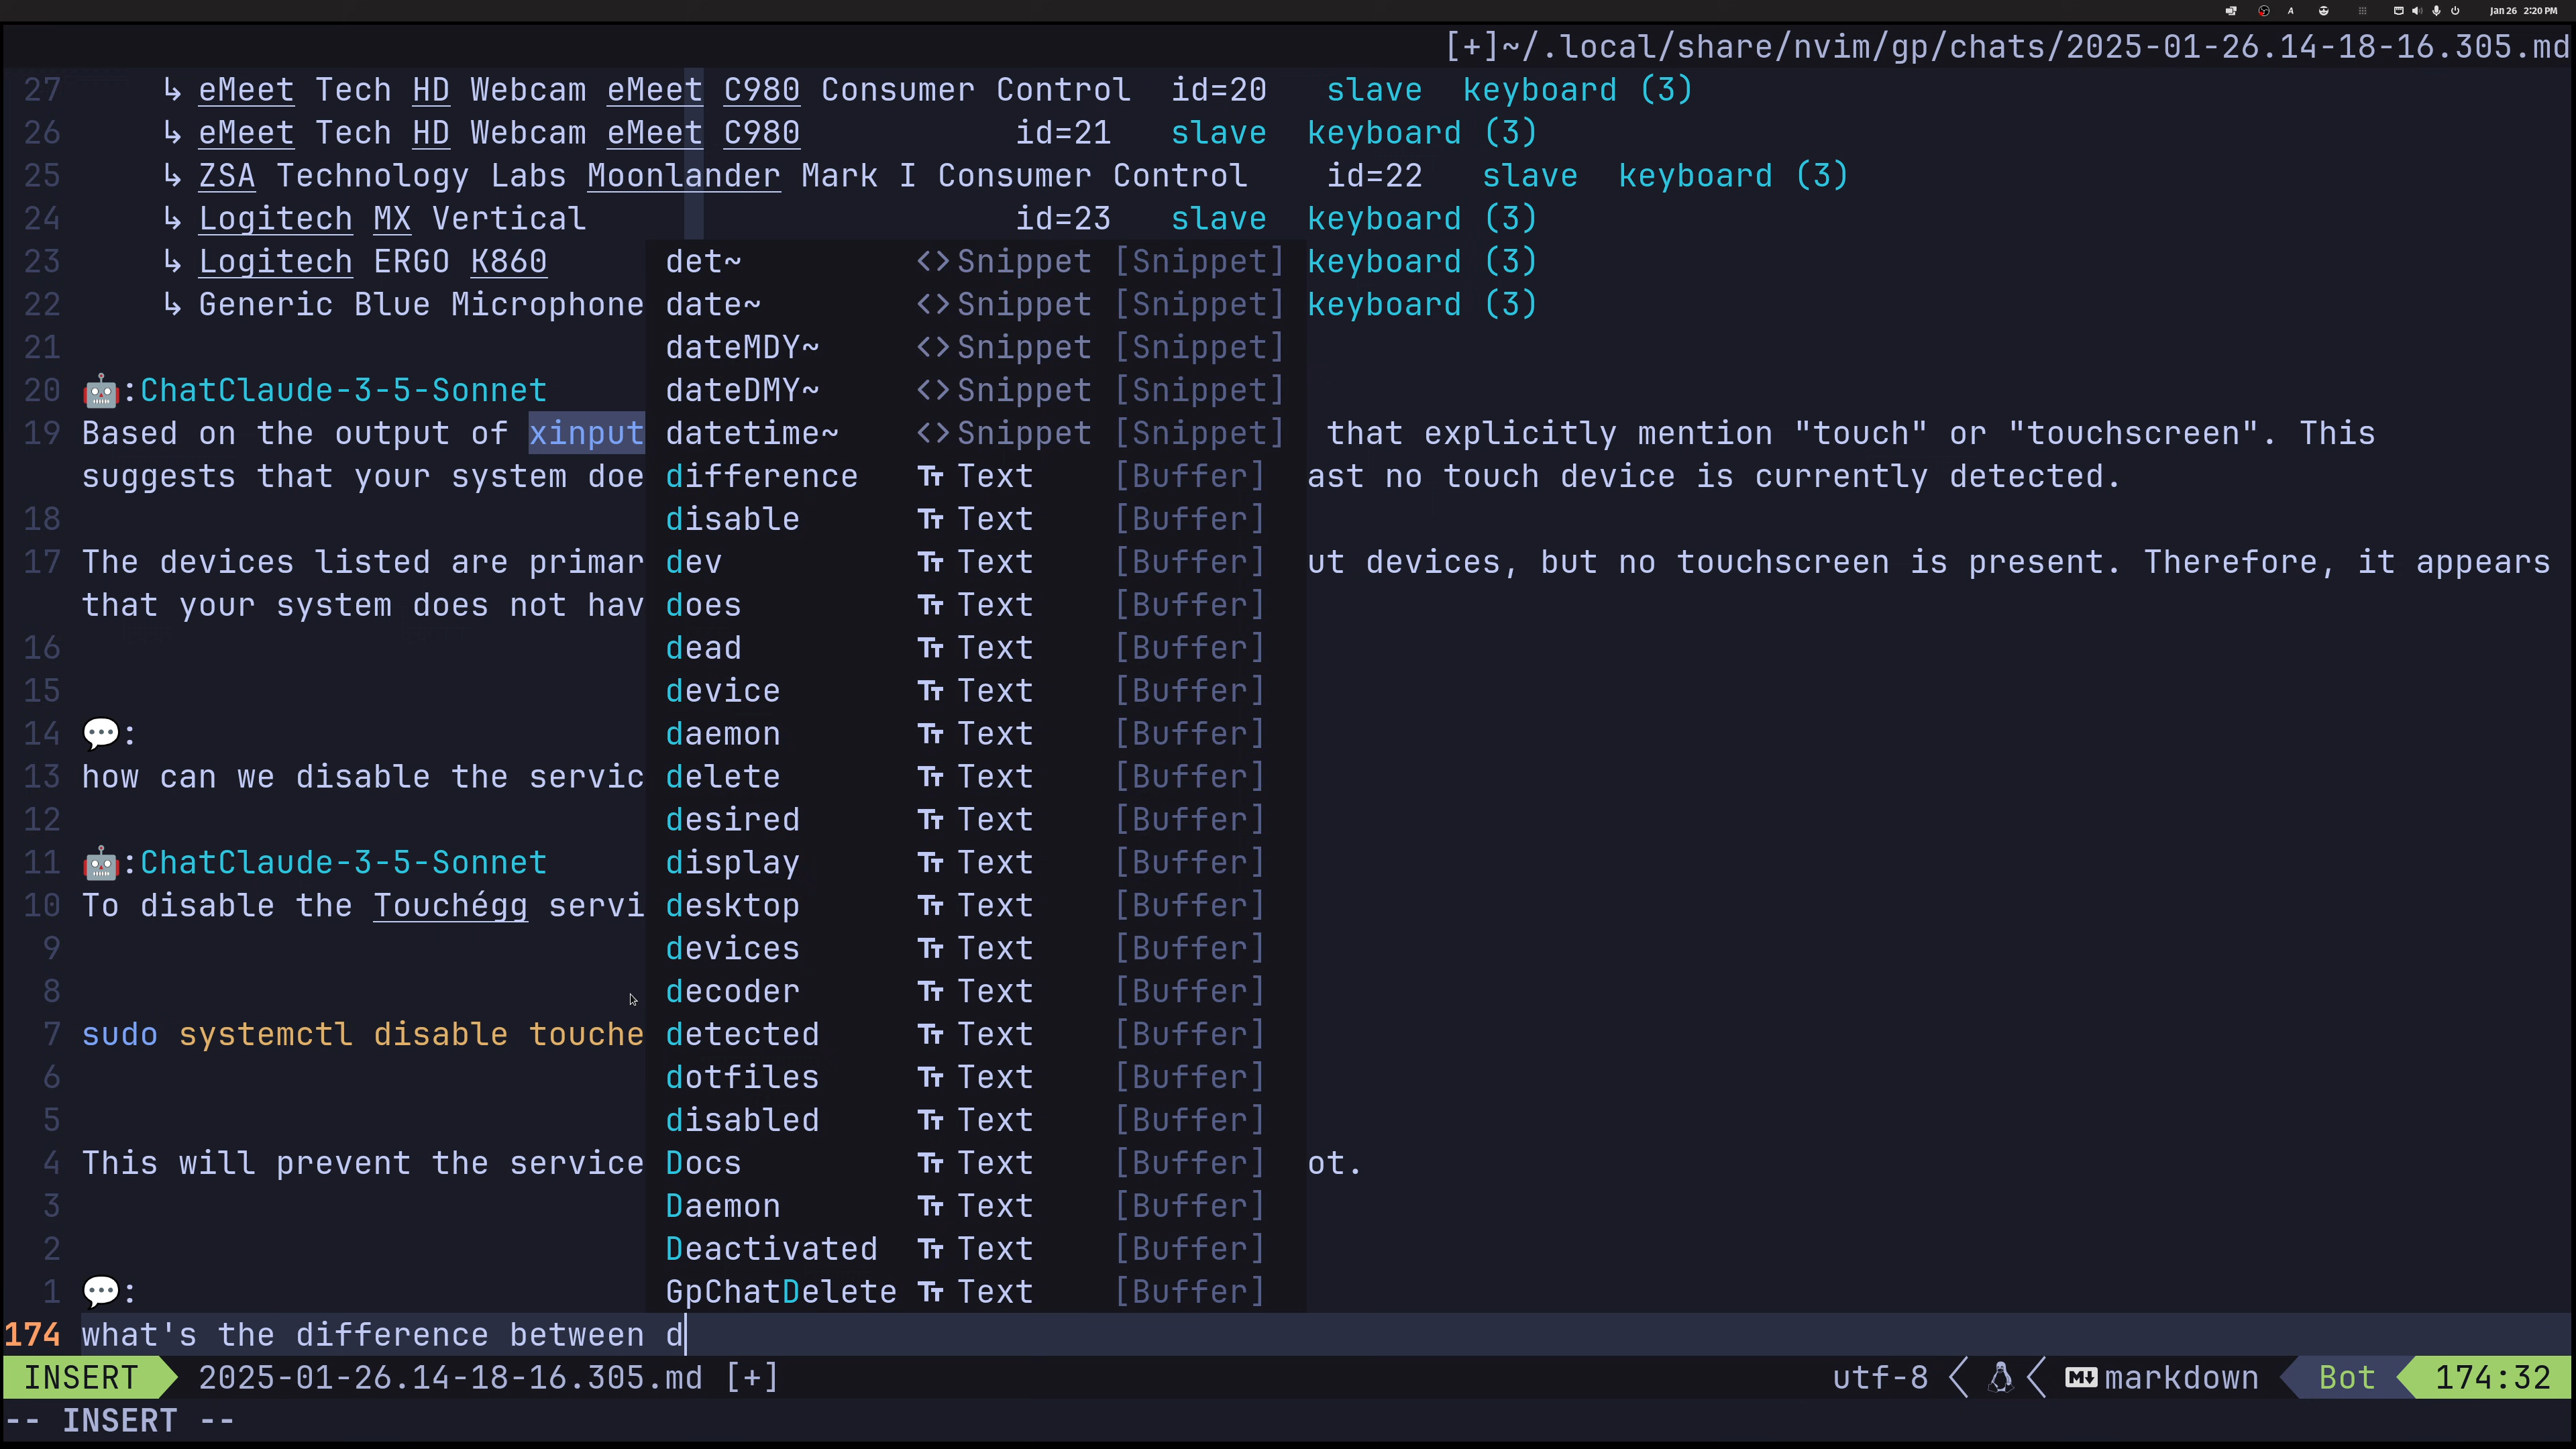 Jan 26 2:20 PM
[+]~/.local/share/nvim/gp/chats/2025-01-26.14-18-16.305.md
27 ↳ eMeet Tech HD Webcam eMeet C980 Consumer Control id=20 slave keyboard (3)
26 ↳ eMeet Tech HD Webcam eMeet C980 id=21 slave keyboard (3)
25 ↳ ZSA Technology Labs Moonlander Mark I Consumer Control id=22 slave keyboard (3)
24 ↳ Logitech MX Vertical id=23 slave keyboard (3)
23 ↳ Logitech ERGO K860 det~ <> Snippet [Snippet] keyboard (3)
22 ↳ Generic Blue Microphone date~ <> Snippet [Snippet] keyboard (3)
21 dateMDY~ <> Snippet [Snippet]
20 🤖:ChatClaude-3-5-Sonnet dateDMY~ <> Snippet [Snippet]
19 Based on the output of xinput datetime~ <> Snippet [Snippet] that explicitly mention "touch" or "touchscreen". This
suggests that your system doe difference Text [Buffer] ast no touch device is currently detected.
18 disable Text [Buffer]
17 The devices listed are primar dev Text [Buffer] ut devices, but no touchscreen is present. Therefore, it appears
that your system does not hav does Text [Buffer]
16 dead Text [Buffer]
15 device Text [Buffer]
14 💬: daemon Text [Buffer]
13 how can we disable the servic delete Text [Buffer]
12 desired Text [Buffer]
11 🤖:ChatClaude-3-5-Sonnet display Text [Buffer]
10 To disable the Touchégg servi desktop Text [Buffer]
9 devices Text [Buffer]
8 decoder Text [Buffer]
7 sudo systemctl disable touche detected Text [Buffer]
6 dotfiles Text [Buffer]
5 disabled Text [Buffer]
4 This will prevent the service Docs Text [Buffer] ot.
3 Daemon Text [Buffer]
2 Deactivated Text [Buffer]
1 💬: GpChatDelete Text [Buffer]
174 what's the difference between d
INSERT 2025-01-26.14-18-16.305.md [+] utf-8 markdown Bot 174:32
-- INSERT --